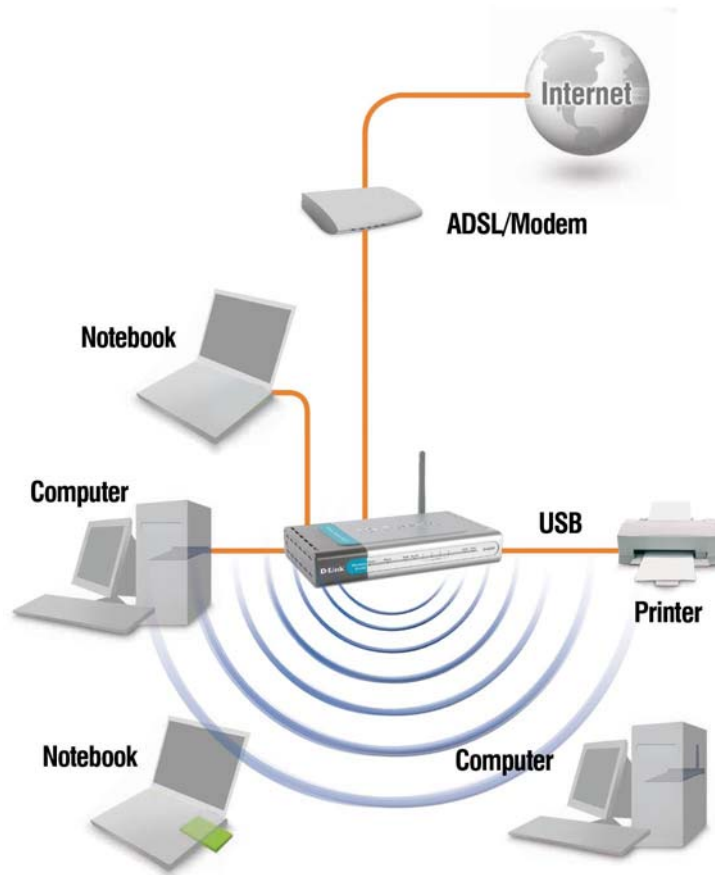 Internet
ADSL/Modem
Notebook
Computer
USB
D-Link
Printer
Notebook
Computer